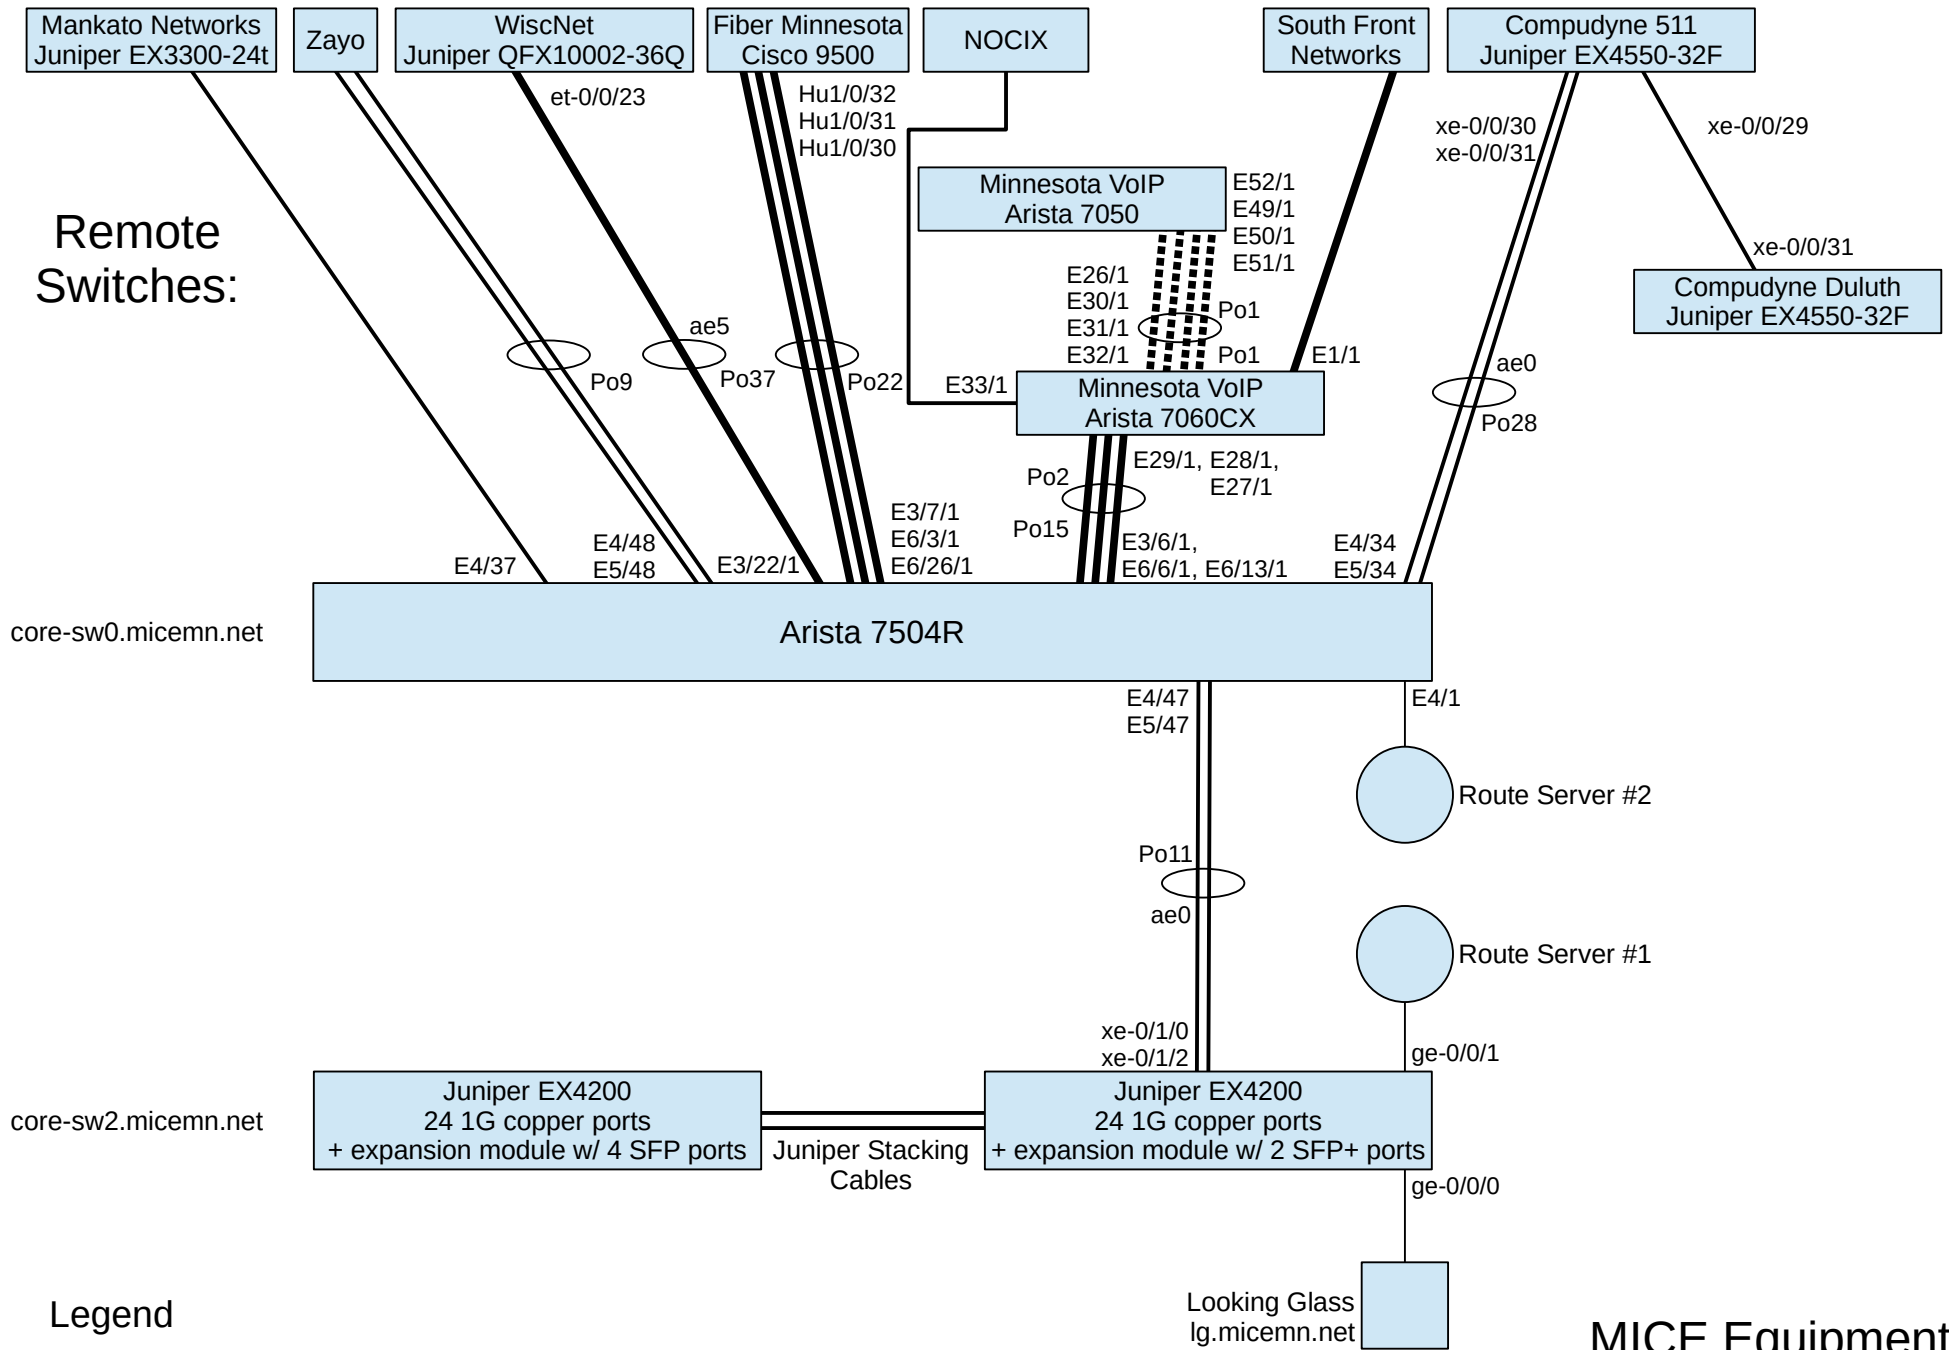 Mankato Networks
Juniper EX3300-24t
Zayo
WiscNet
Juniper QFX10002-36Q
Fiber Minnesota
Cisco 9500
NOCIX
South Front
Networks
Compudyne 511
Juniper EX4550-32F
et-0/0/23
Hu1/0/32
Hu1/0/31
Hu1/0/30
xe-0/0/30
xe-0/0/31
xe-0/0/29
Minnesota VoIP
Arista 7050
E52/1
E49/1
E50/1
E51/1
Remote
Switches:
xe-0/0/31
Compudyne Duluth
Juniper EX4550-32F
E26/1
E30/1
E31/1
E32/1
Po1
Po1
E1/1
ae5
Po9
Po37
Po22
E33/1
Minnesota VoIP
Arista 7060CX
ae0
Po28
Po2
Po15
E29/1, E28/1,
E27/1
E4/37
E4/48
E5/48
E3/22/1
E3/7/1
E6/3/1
E6/26/1
E3/6/1,
E6/6/1, E6/13/1
E4/34
E5/34
core-sw0.micemn.net
Arista 7504R
E4/47
E5/47
E4/1
Route Server #2
Po11
ae0
Route Server #1
xe-0/1/0
xe-0/1/2
ge-0/0/1
core-sw2.micemn.net
Juniper EX4200
24 1G copper ports
+ expansion module w/ 4 SFP ports
Juniper Stacking
Cables
Juniper EX4200
24 1G copper ports
+ expansion module w/ 2 SFP+ ports
ge-0/0/0
Looking Glass
lg.micemn.net
Legend
MICE Equipment